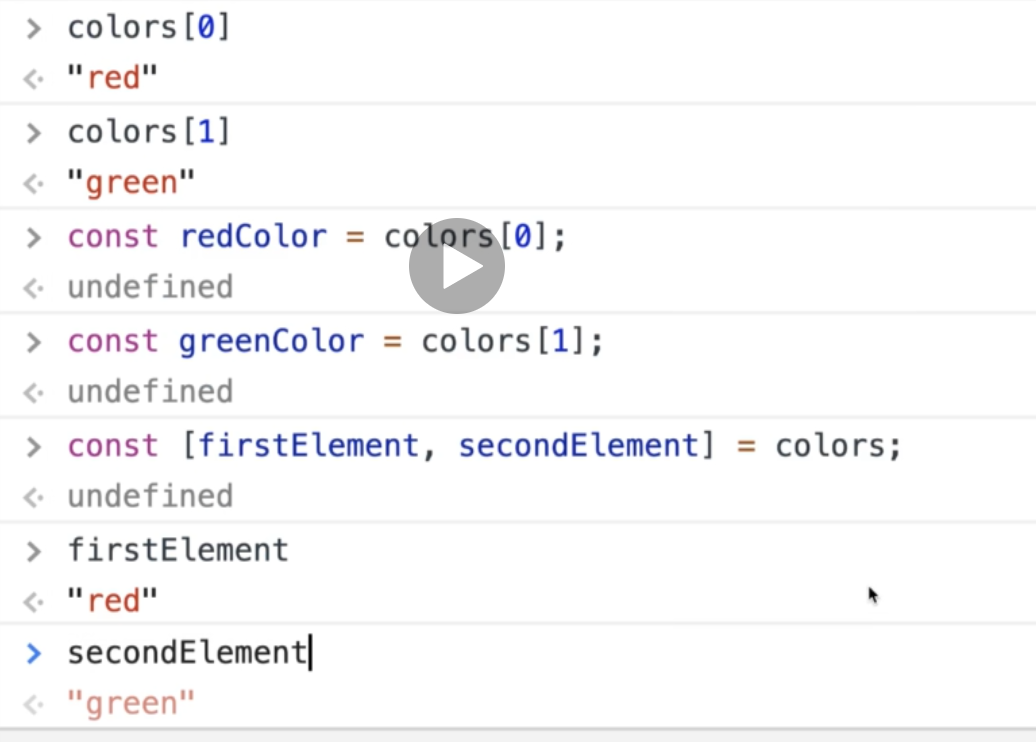 > colors[0]
<· "red"
> colors[1]
<· "green"
> const redColor = colors[0];
<· undefined
> const greenColor = colors[1];
<· undefined
> const [firstElement, secondElement] = colors;
<· undefined
> firstElement
<· "red"
> secondElement
<· "green"